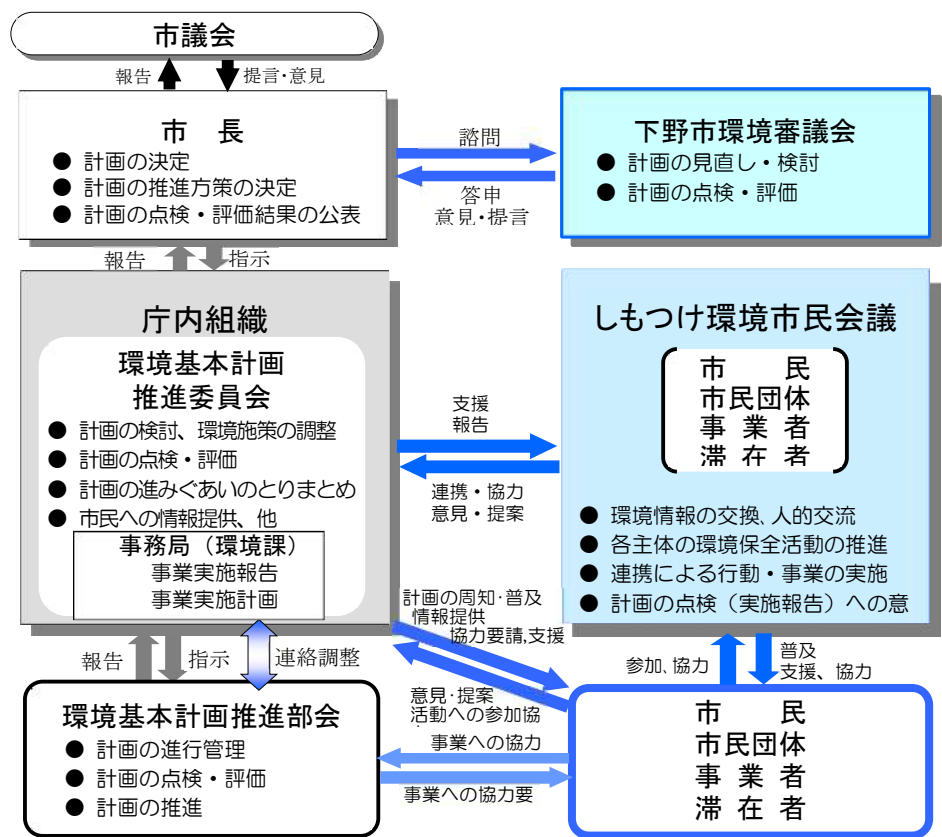 市議会
報告
提言・意見
市　長
● 計画の決定
● 計画の推進方策の決定
● 計画の点検・評価結果の公表
諮問
答申
意見・提言
下野市環境審議会
● 計画の見直し・検討
● 計画の点検・評価
報告
指示
庁内組織
環境基本計画
推進委員会
● 計画の検討、環境施策の調整
● 計画の点検・評価
● 計画の進みぐあいのとりまとめ
● 市民への情報提供、他
事務局（環境課）
事業実施報告
事業実施計画
支援
報告
連携・協力
意見・提案
しもつけ環境市民会議
市　　民
市民団体
事 業 者
滞 在 者
● 環境情報の交換、人的交流
● 各主体の環境保全活動の推進
● 連携による行動・事業の実施
● 計画の点検（実施報告）への意
報告
指示
連絡調整
計画の周知・普及
情報提供
協力要請,支援
意見・提案
活動への参加協
参加、協力
普及
支援、協力
環境基本計画推進部会
● 計画の進行管理
● 計画の点検・評価
● 計画の推進
事業への協力
事業への協力要
市　　民
市民団体
事 業 者
滞 在 者